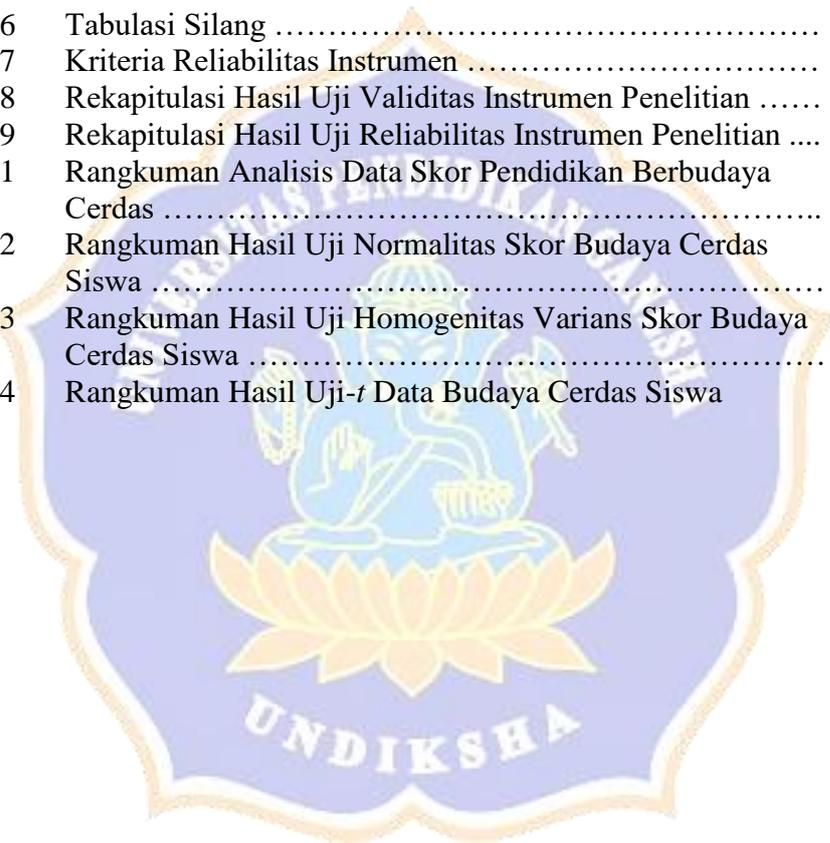 6 Tabulasi Silang ……………………………………………
7 Kriteria Reliabilitas Instrumen ……………………………
8 Rekapitulasi Hasil Uji Validitas Instrumen Penelitian ……
9 Rekapitulasi Hasil Uji Reliabilitas Instrumen Penelitian ....
1 Rangkuman Analisis Data Skor Pendidikan Berbudaya
Cerdas ……………………………………………………..
2 Rangkuman Hasil Uji Normalitas Skor Budaya Cerdas
Siswa ………………………………………………………
3 Rangkuman Hasil Uji Homogenitas Varians Skor Budaya
Cerdas Siswa ………………………………………………
4 Rangkuman Hasil Uji-t Data Budaya Cerdas Siswa
UNIVERSITAS PENDIDIKAN GANESHA
UNDIKSHA